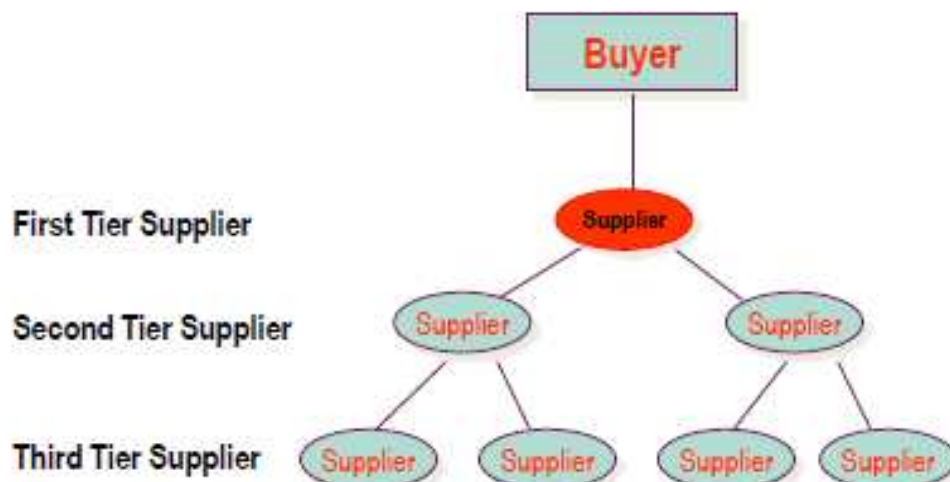 Buyer
First Tier Supplier
Supplier
Second Tier Supplier
Supplier
Supplier
Third Tier Supplier
Supplier
Supplier
Supplier
Supplier